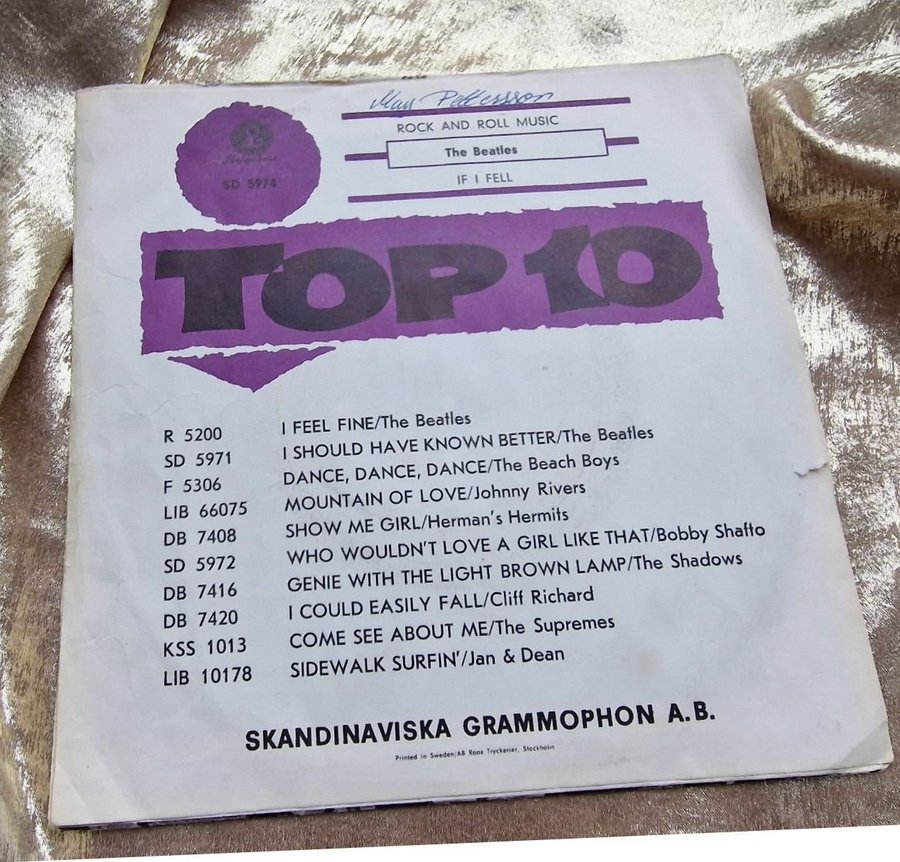 May Pettersson
ROCK AND ROLL MUSIC
The Beatles
IF I FELL
Parlophone
SD 5974
TOP 10
R 5200 I FEEL FINE/The Beatles
SD 5971 I SHOULD HAVE KNOWN BETTER/The Beatles
F 5306 DANCE, DANCE, DANCE/The Beach Boys
LIB 66075 MOUNTAIN OF LOVE/Johnny Rivers
DB 7408 SHOW ME GIRL/Herman's Hermits
SD 5972 WHO WOULDN'T LOVE A GIRL LIKE THAT/Bobby Shafto
DB 7416 GENIE WITH THE LIGHT BROWN LAMP/The Shadows
DB 7420 I COULD EASILY FALL/Cliff Richard
KSS 1013 COME SEE ABOUT ME/The Supremes
LIB 10178 SIDEWALK SURFIN'/Jan & Dean
SKANDINAVISKA GRAMMOPHON A.B.
Printed in Sweden/AB Roos Tryckerier, Stockholm